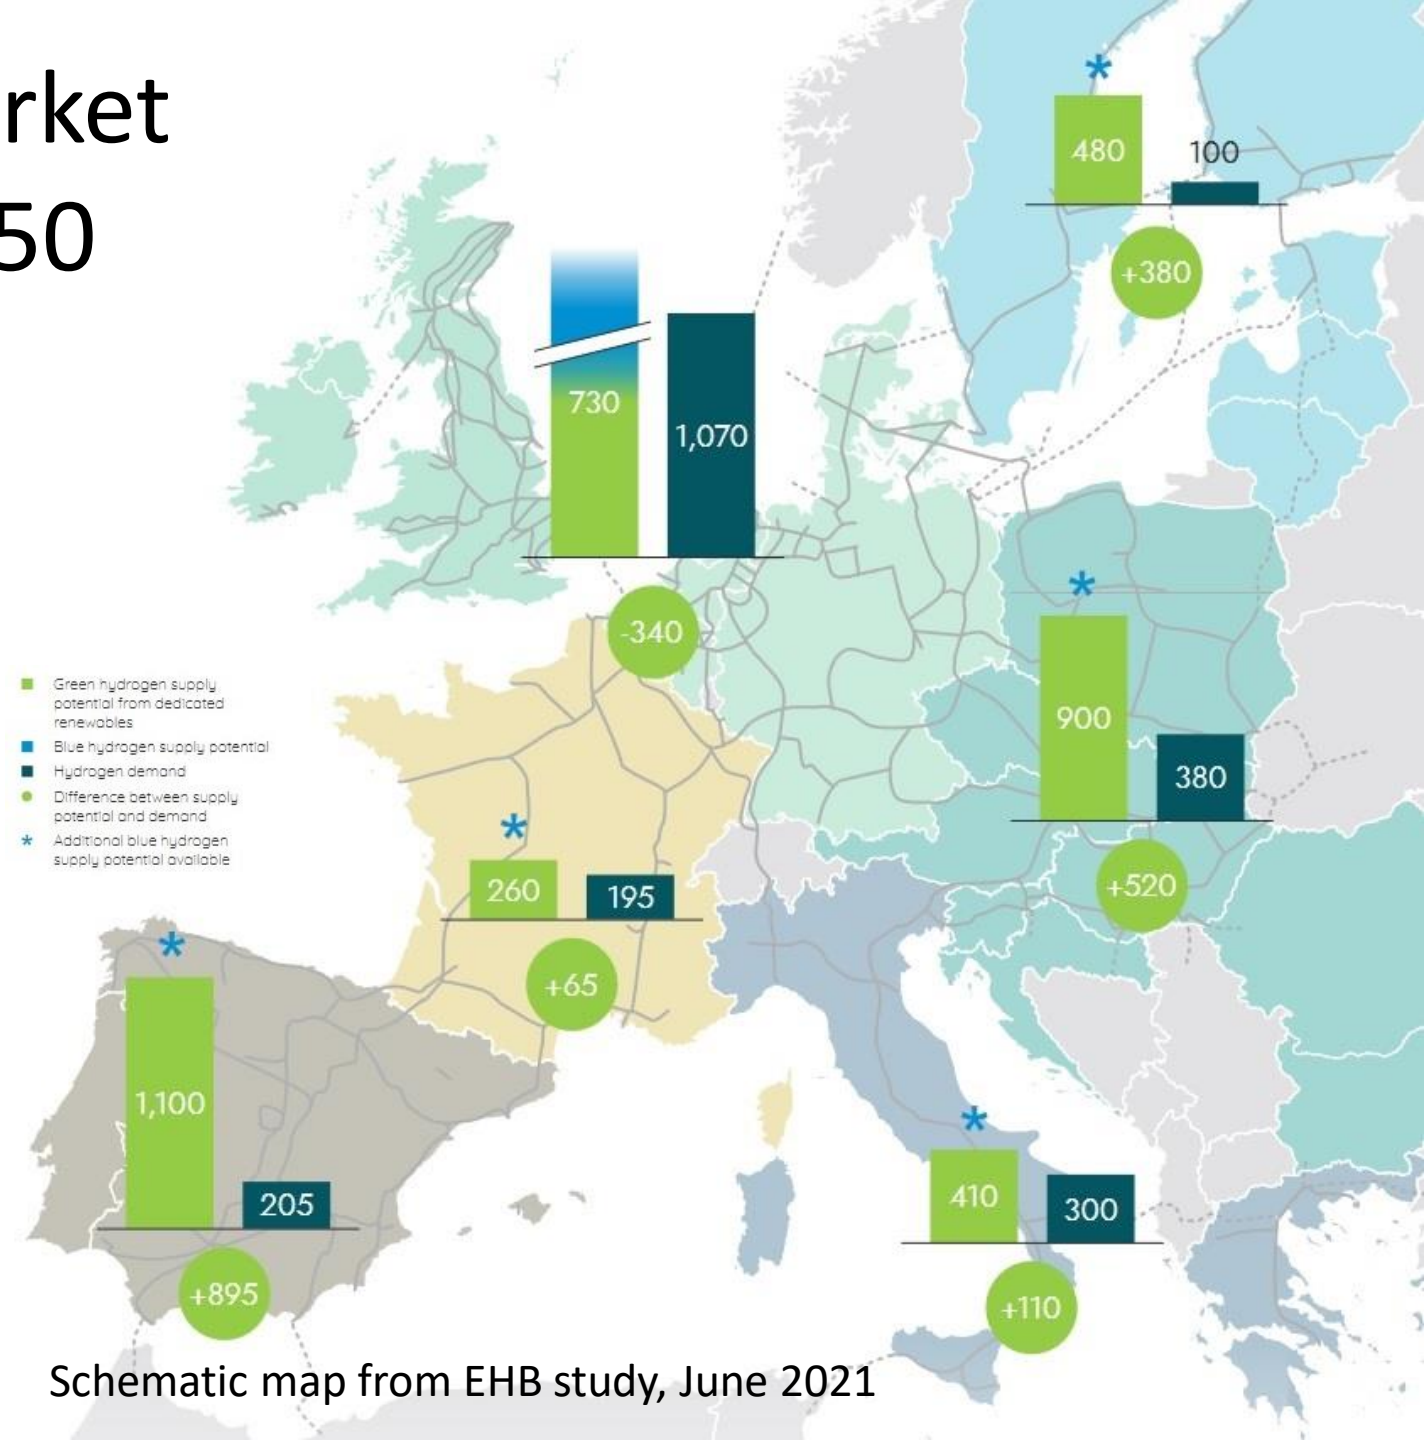 rket
50
*
480
100
+380
730
1,070
-340
*
900
380
+520
Green hydrogen supply
potential from dedicated
renewables
Blue hydrogen supply potential
Hydrogen demand
Difference between supply
potential and demand
* Additional blue hydrogen
supply potential available
*
260
195
+65
*
1,100
205
+895
*
410
300
+110
Schematic map from EHB study, June 2021